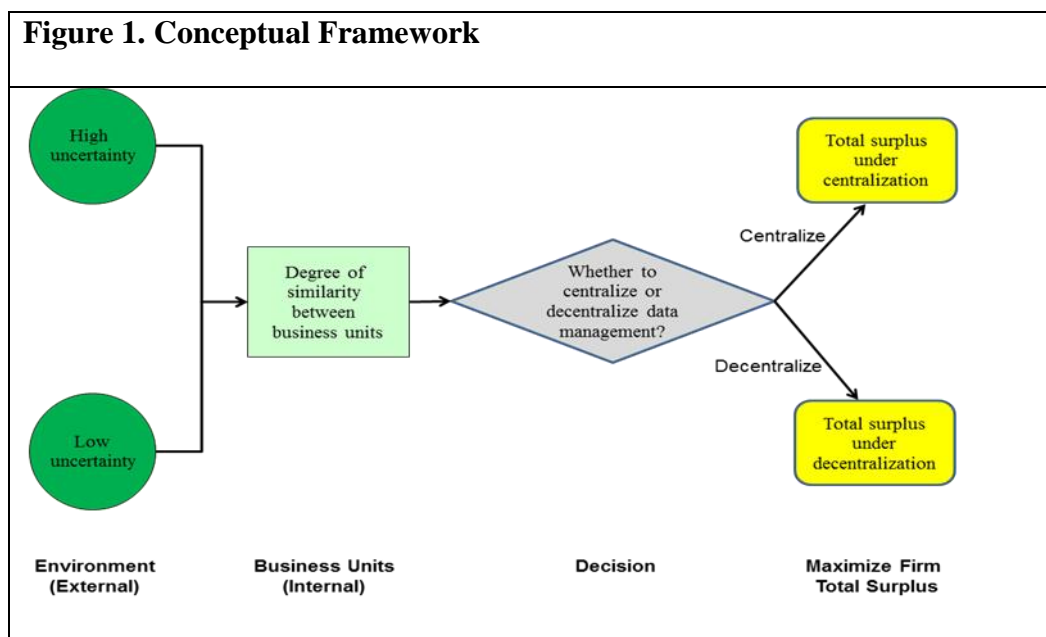 Figure 1. Conceptual Framework
High
uncertainty
Low
uncertainty
Degree of
similarity
between
business units
Whether to
centralize or
decentralize data
management?
Centralize
Decentralize
Total surplus
under
centralization
Total surplus
under
decentralization
Environment
(External)
Business Units
(Internal)
Decision
Maximize Firm
Total Surplus